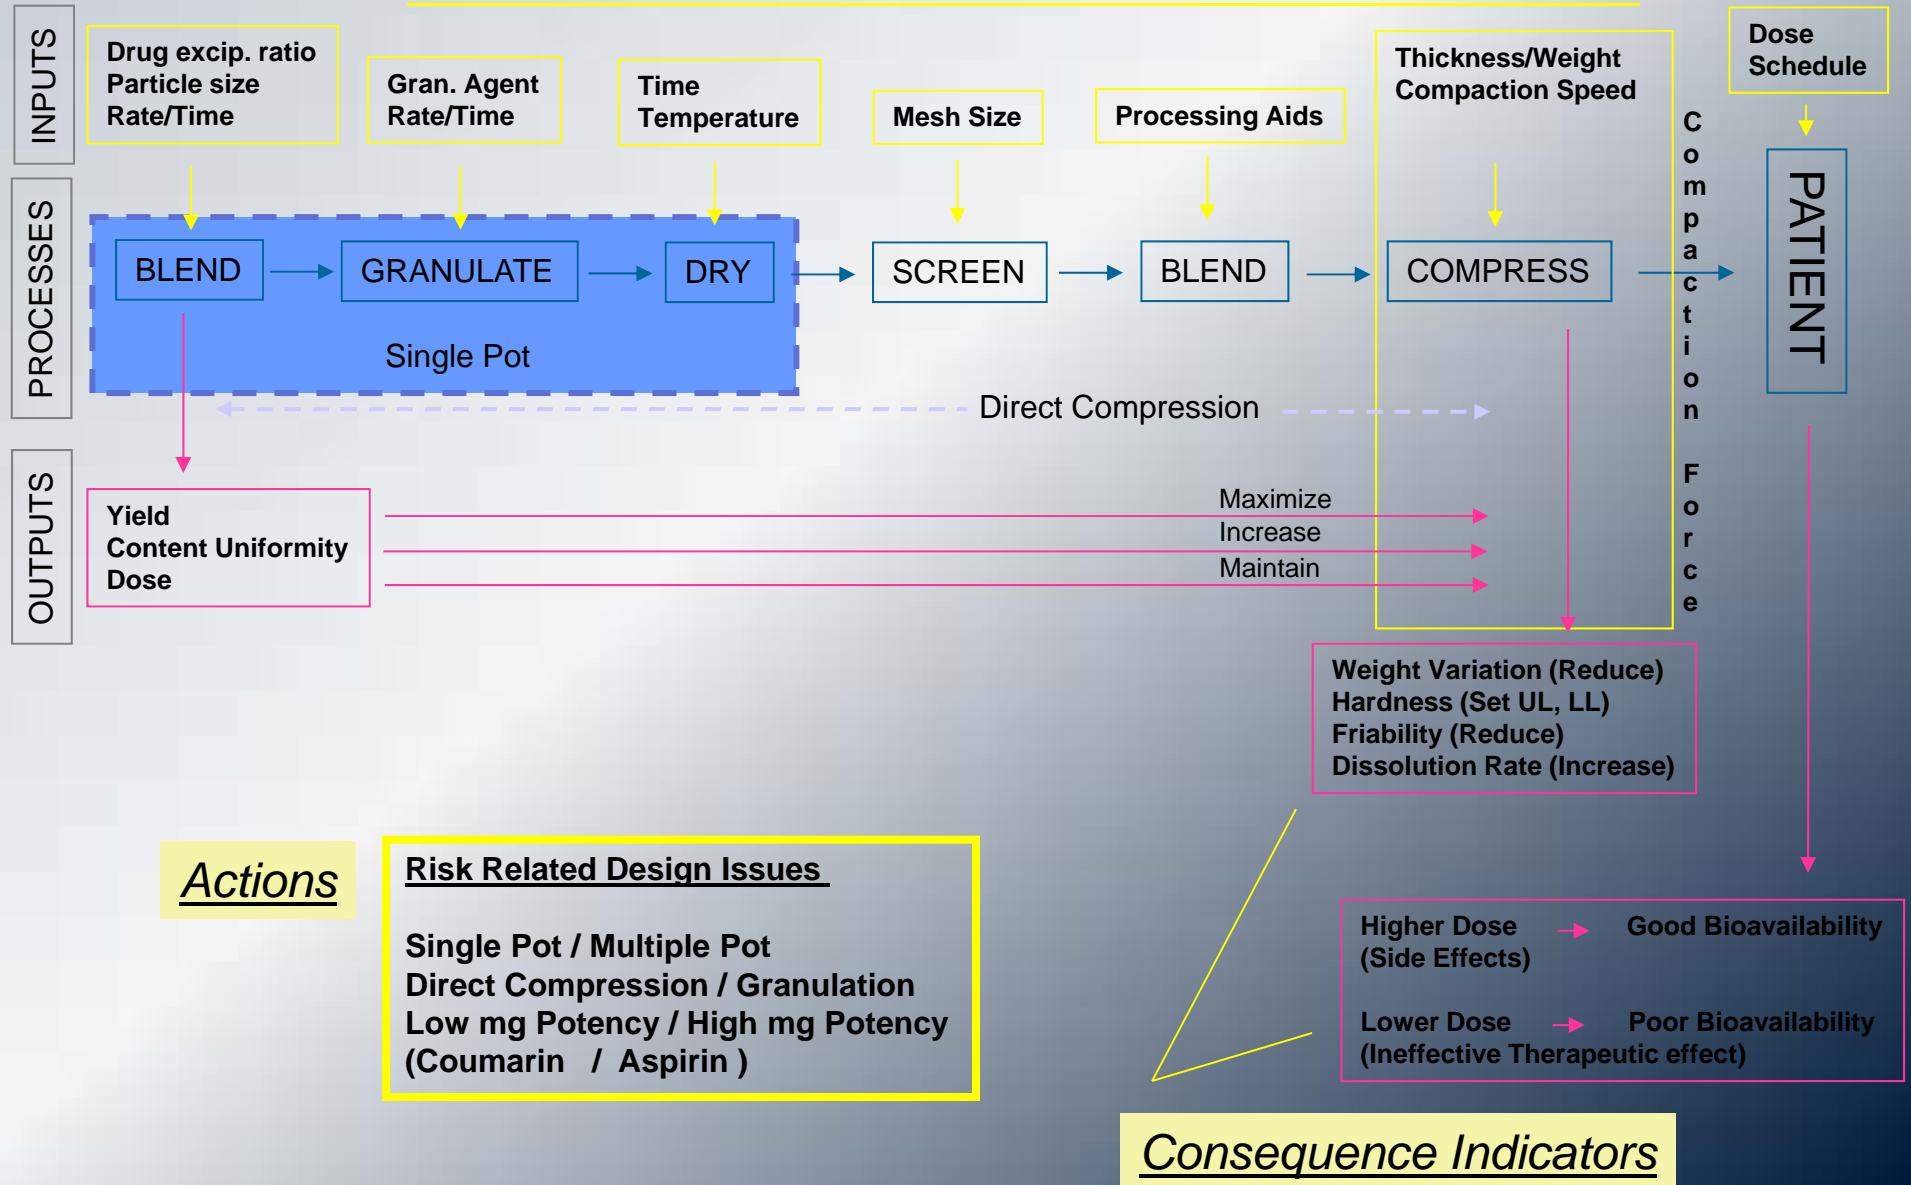 INPUTS
Drug excip. ratio
Particle size
Rate/Time
Gran. Agent
Rate/Time
Time
Temperature
Mesh Size
Processing Aids
Thickness/Weight
Compaction Speed
Dose
Schedule
Compaction Force
PROCESSES
BLEND
GRANULATE
DRY
SCREEN
BLEND
COMPRESS
PATIENT
Single Pot
Direct Compression
OUTPUTS
Yield
Content Uniformity
Dose
Maximize
Increase
Maintain
Weight Variation (Reduce)
Hardness (Set UL, LL)
Friability (Reduce)
Dissolution Rate (Increase)
Actions
Risk Related Design Issues
Single Pot / Multiple Pot
Direct Compression / Granulation
Low mg Potency / High mg Potency
(Coumarin / Aspirin )
Higher Dose Good Bioavailability
(Side Effects)
Lower Dose Poor Bioavailability
(Ineffective Therapeutic effect)
Consequence Indicators